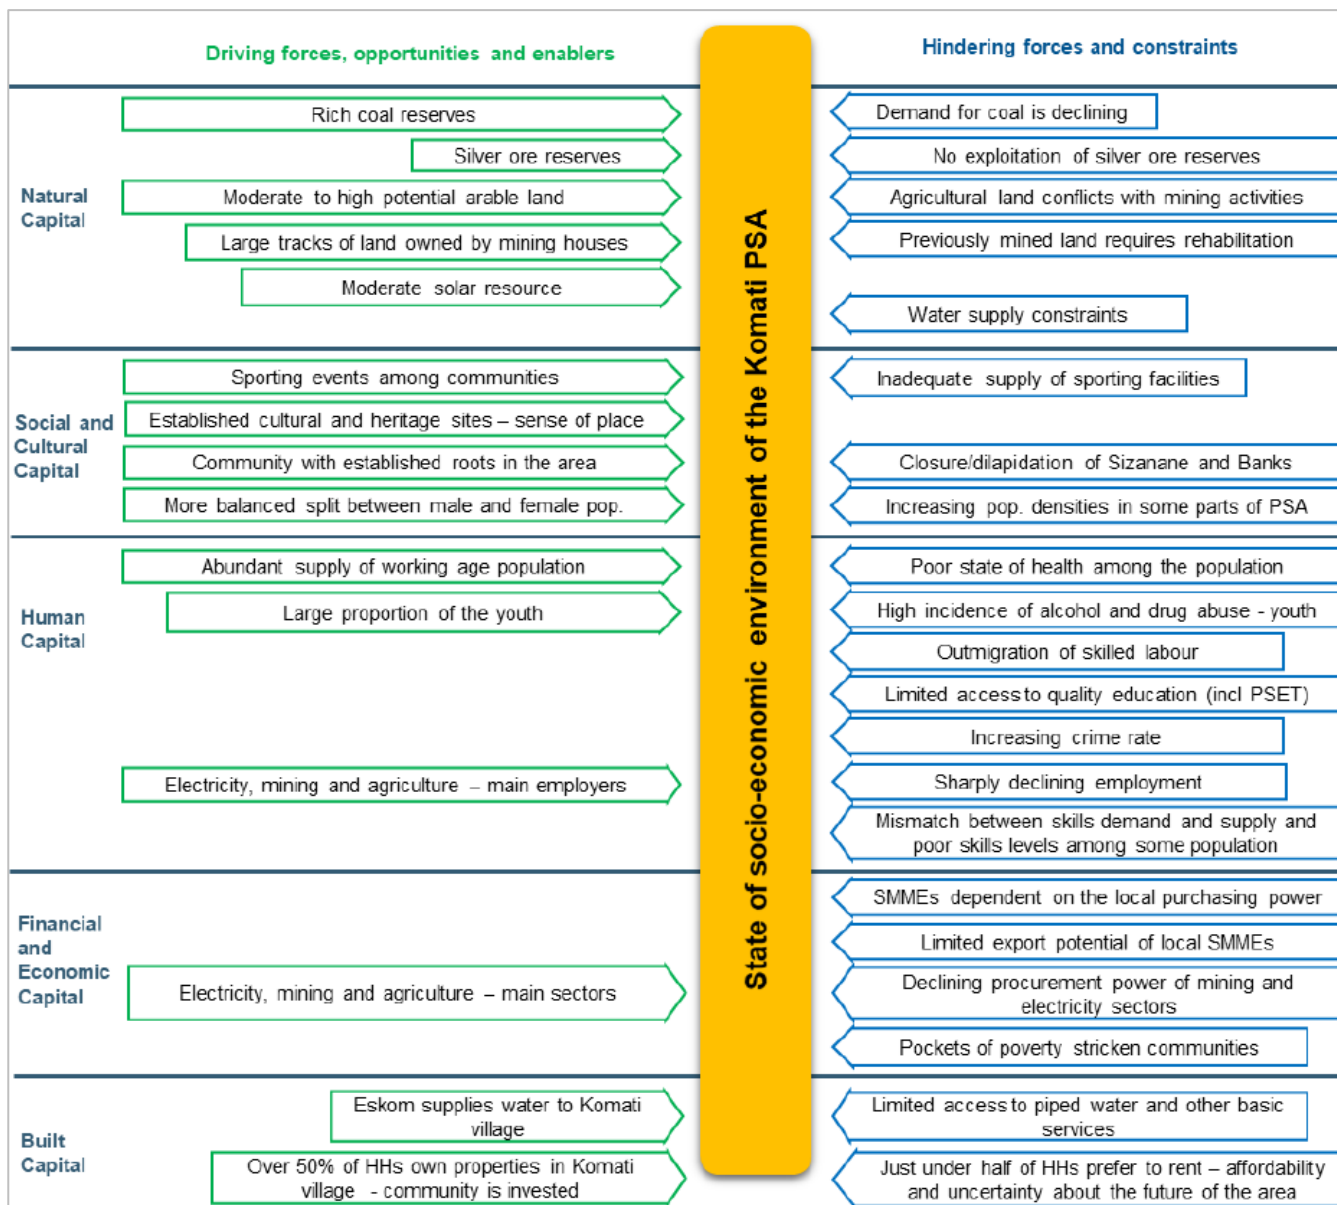 Driving forces, opportunities and enablers
Hindering forces and constraints
State of socio-economic environment of the Komati PSA
Natural
Capital
Rich coal reserves
Demand for coal is declining
Silver ore reserves
No exploitation of silver ore reserves
Moderate to high potential arable land
Agricultural land conflicts with mining activities
Large tracks of land owned by mining houses
Previously mined land requires rehabilitation
Moderate solar resource
Water supply constraints
Social and
Cultural
Capital
Sporting events among communities
Inadequate supply of sporting facilities
Established cultural and heritage sites – sense of place
Community with established roots in the area
Closure/dilapidation of Sizanane and Banks
More balanced split between male and female pop.
Increasing pop. densities in some parts of PSA
Human
Capital
Abundant supply of working age population
Poor state of health among the population
Large proportion of the youth
High incidence of alcohol and drug abuse - youth
Outmigration of skilled labour
Limited access to quality education (incl PSET)
Increasing crime rate
Electricity, mining and agriculture – main employers
Sharply declining employment
Mismatch between skills demand and supply and
poor skills levels among some population
Financial
and
Economic
Capital
SMMEs dependent on the local purchasing power
Limited export potential of local SMMEs
Electricity, mining and agriculture – main sectors
Declining procurement power of mining and
electricity sectors
Pockets of poverty stricken communities
Built
Capital
Eskom supplies water to Komati
village
Limited access to piped water and other basic
services
Over 50% of HHs own properties in Komati
village - community is invested
Just under half of HHs prefer to rent – affordability
and uncertainty about the future of the area